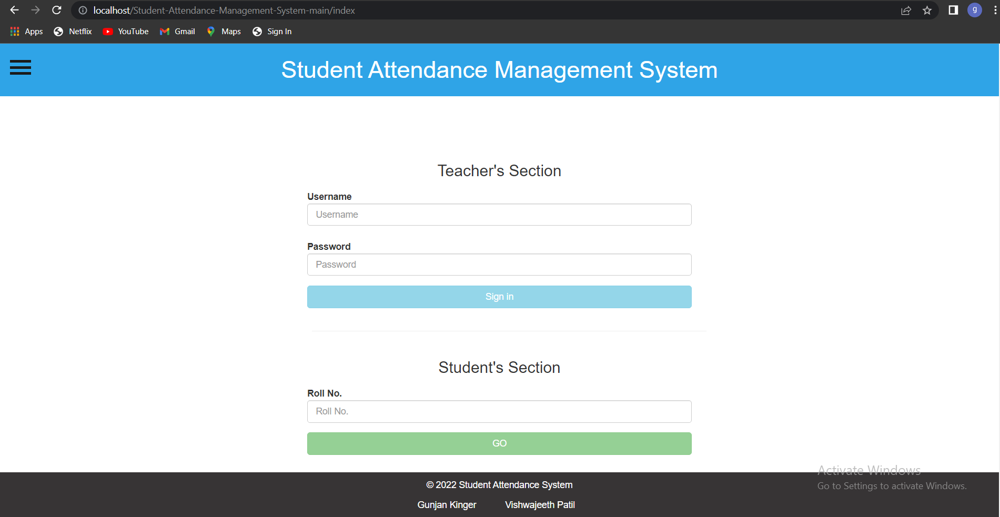 localhost/Student-Attendance-Management-System-main/index
g
Apps Netflix YouTube Gmail Maps Sign In
Student Attendance Management System
Teacher's Section
Username
Username
Password
Password
Sign in
Student's Section
Roll No.
Roll No.
GO
Activate Windows
Go to Settings to activate Windows.
© 2022 Student Attendance System
Gunjan Kinger Vishwajeeth Patil